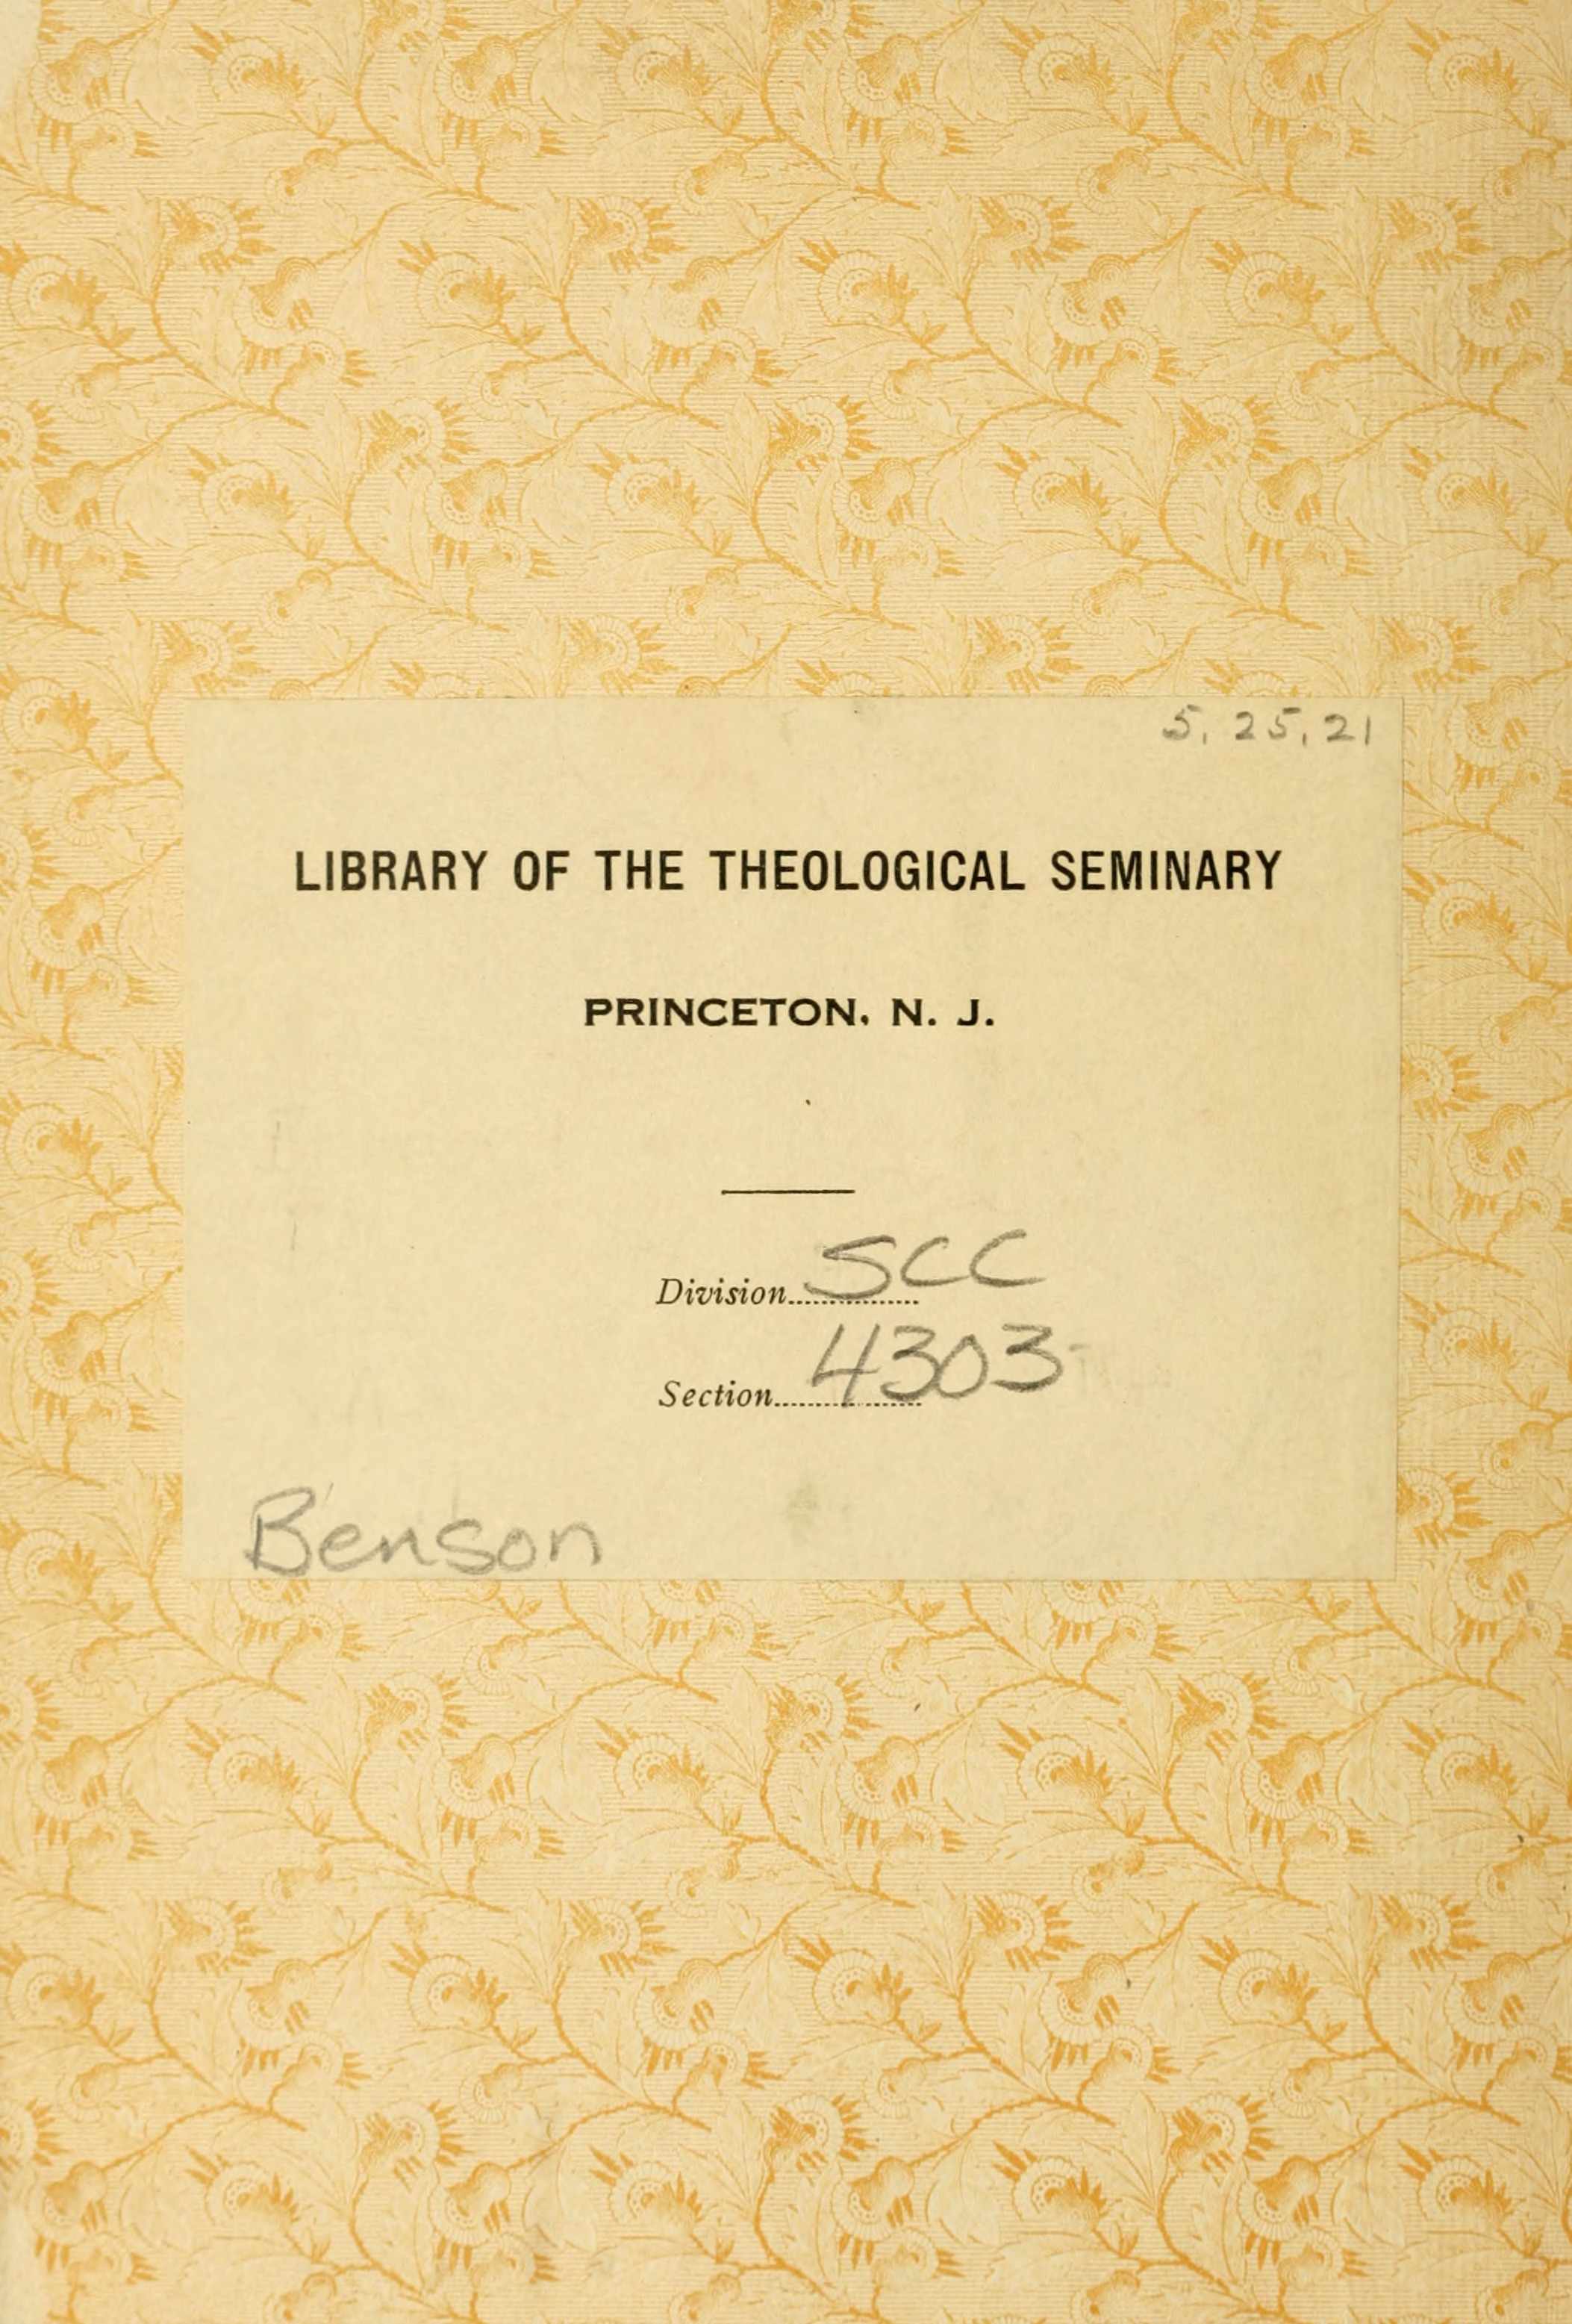 5, 25, 21
LIBRARY OF THE THEOLOGICAL SEMINARY
PRINCETON, N. J.
Division SCC
Section 4303
Benson